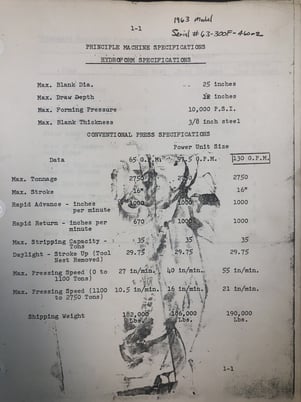 1-1
1963 Model
Serial # 63-300F-
PRINCIPLE MACHINE SPECIFICATIONS
HYDROFORM SPECIFICATIONS
Max. Blank Dia. .. 25 inches
Max. Draw Depth 12 inches
Max. Forming Pressure 10,000 P.S.I.
Max. Blank Thickness 3/8 inch steel
CONVENTIONAL PRESS SPECIFICATIONS
Power Unit Size
Data 65 G.P.M. 97.5 G.P.M. 130 G.P.M.
Max. Tonnage 2750 2750
Max. Stroke 16" 16" 16"
Rapid Advance - inches per minute 1000 1000 1000
Rapid Return - inches per minute 670 1000 1000
Max. Stripping Capacity - Tons 35 35 35
Daylight - Stroke Up (Tool Nest Removed) 29.75 29.75 29.75
Max. Pressing Speed (0 to 1100 Tons) 27 in/min. 40 in/min. 55 in/min.
Max. Pressing Speed (1100 to 2750 Tons) 10.5 in/min. 16 in/min. 21 in/min.
Shipping Weight 182,000 Lbs. 186,000 Lbs. 190,000 Lbs.
1-1